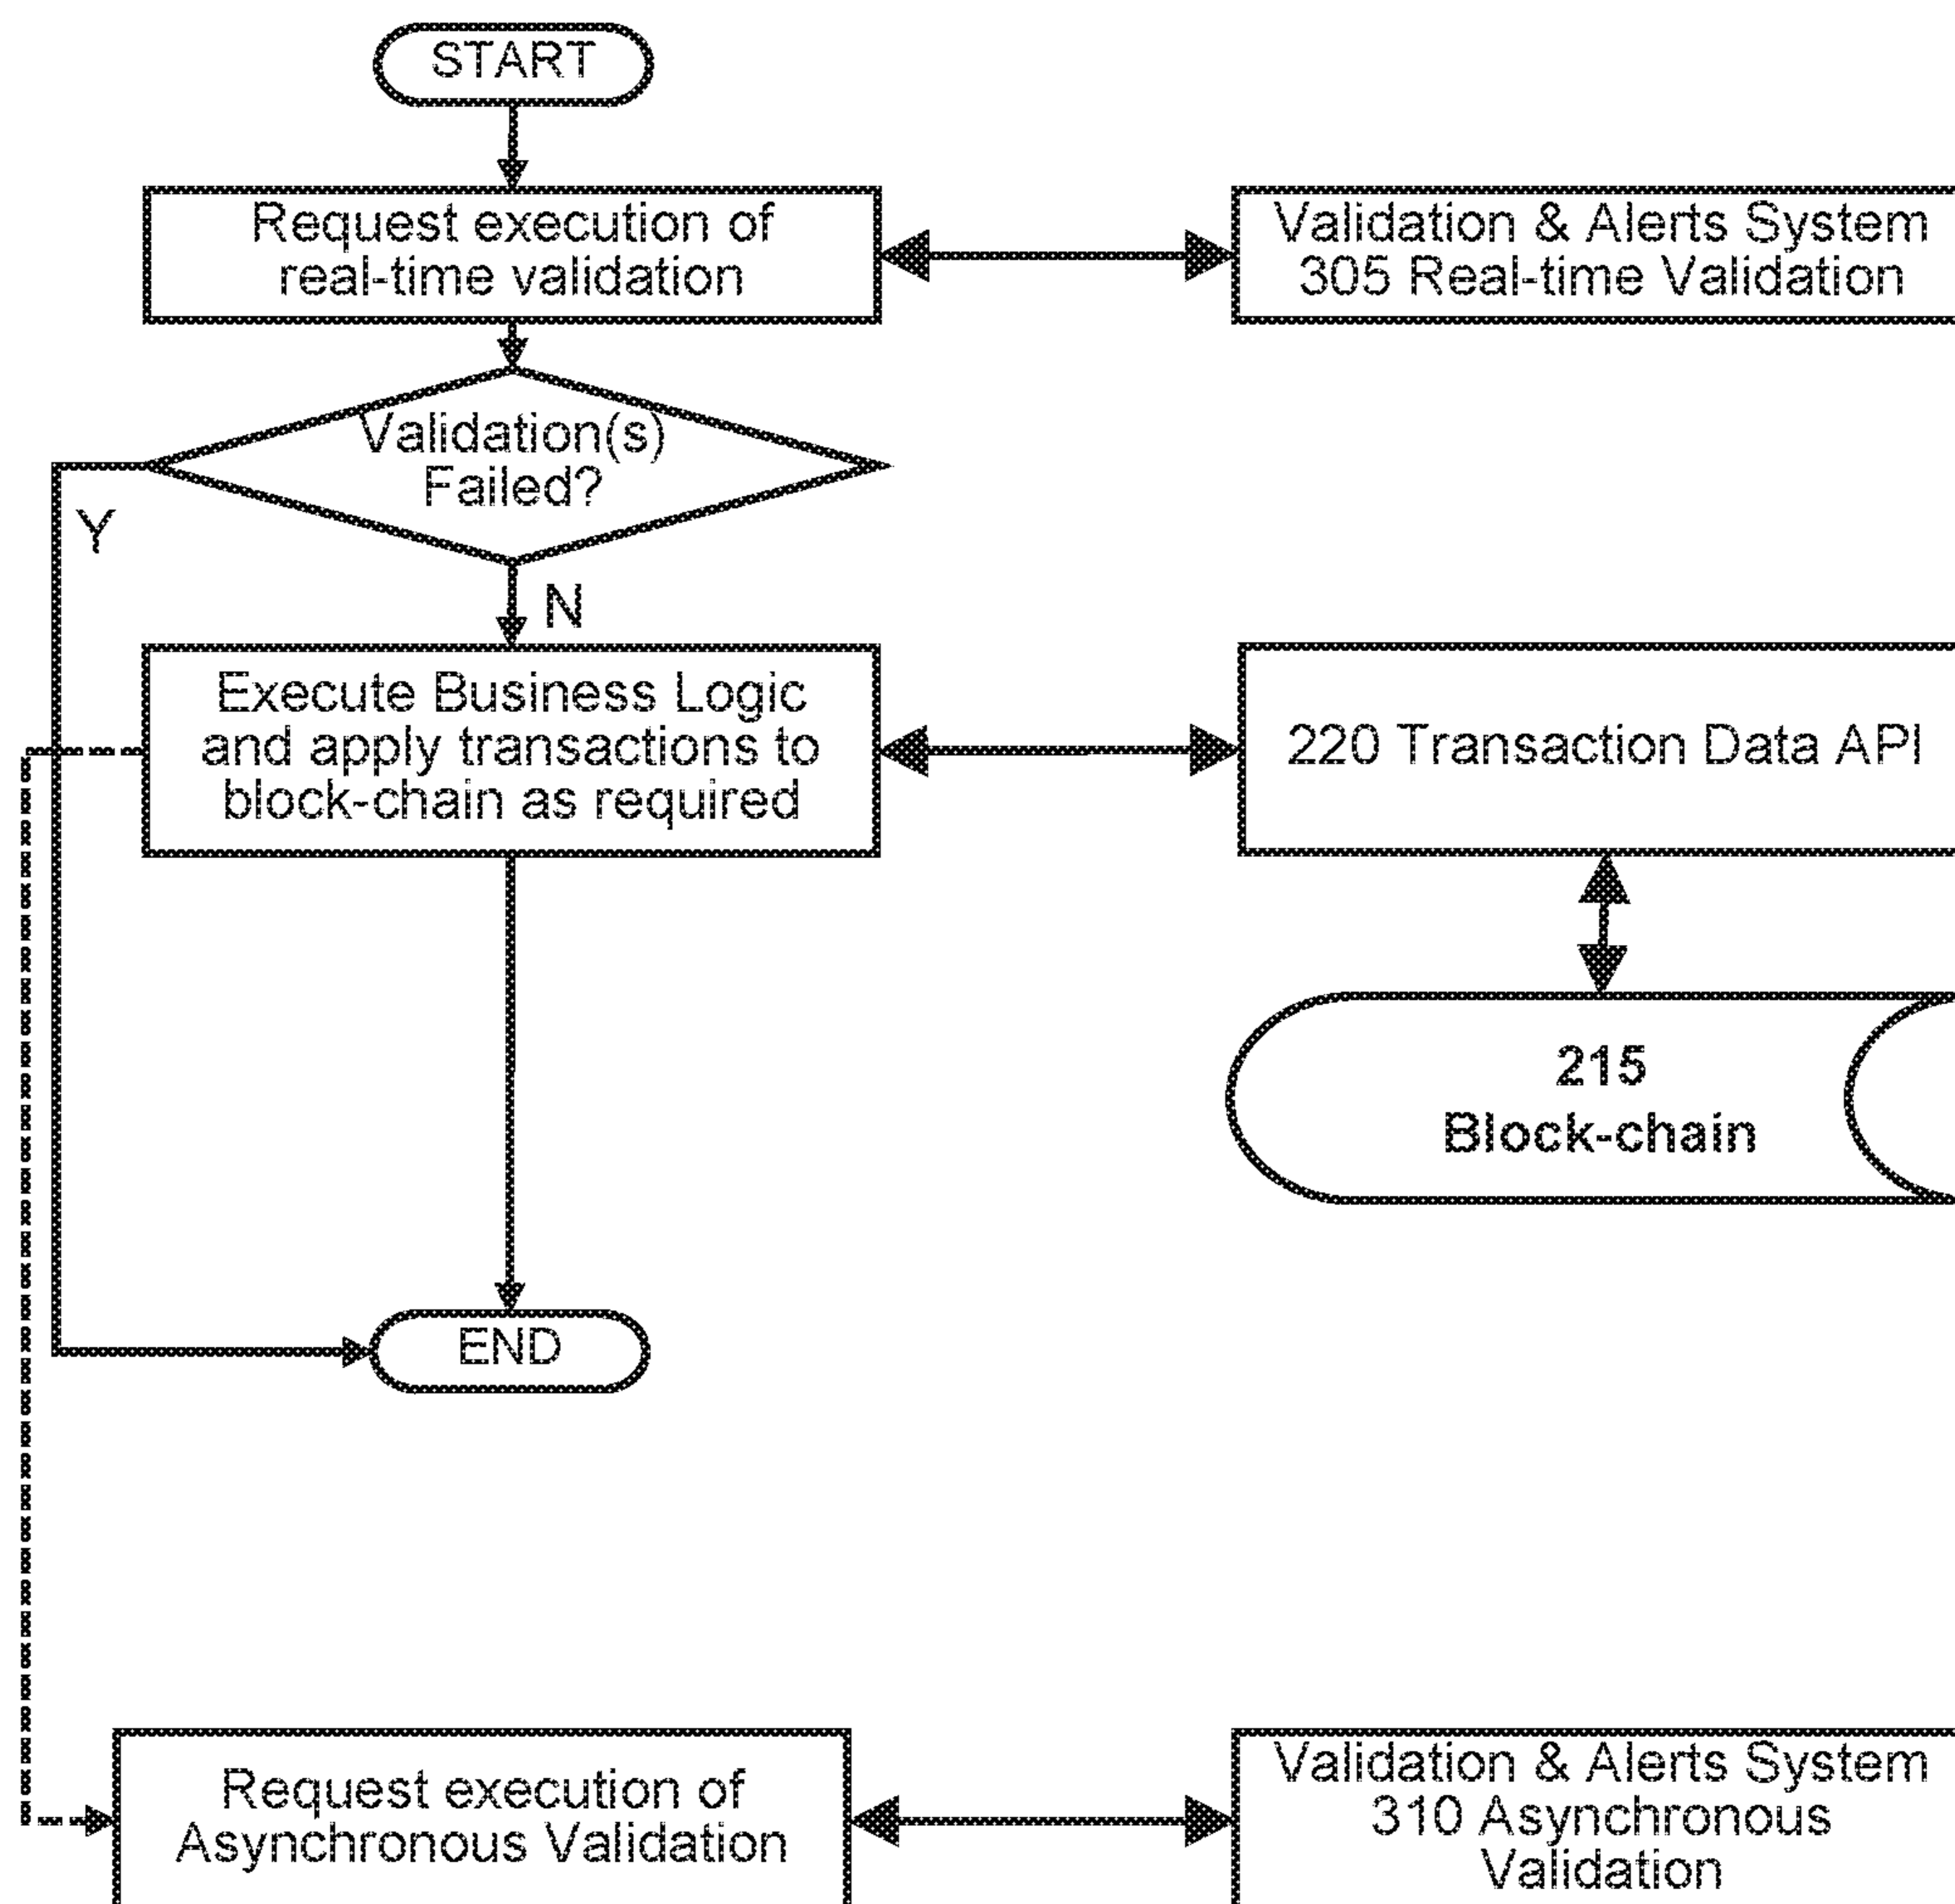 START
Request execution of
real-time validation
Validation & Alerts System
305 Real-time Validation
Validation(s)
Failed?
Y
N
Execute Business Logic
and apply transactions to
block-chain as required
220 Transaction Data API
215
Block-chain
END
Request execution of
Asynchronous Validation
Validation & Alerts System
310 Asynchronous
Validation